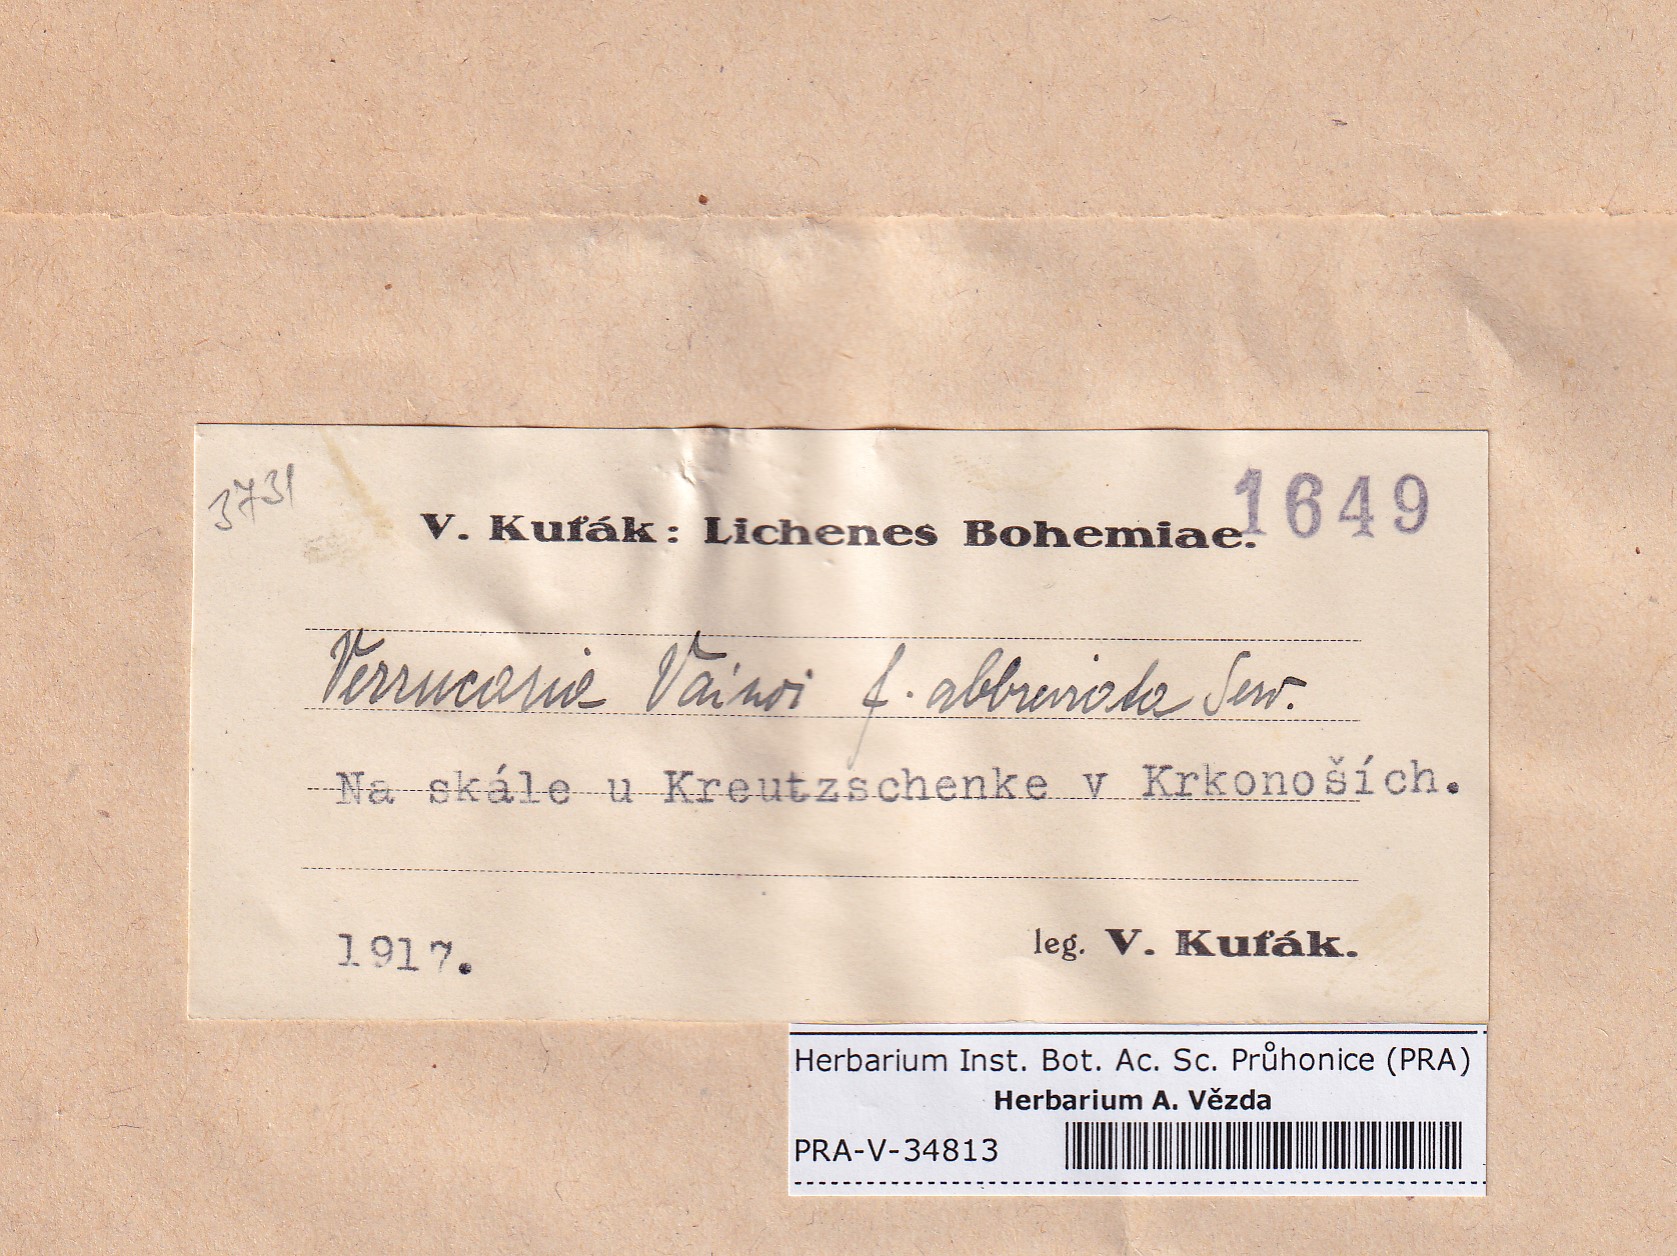 3731
1649
V. Kuťák: Lichenes Bohemiae.
Verrucaria Vainoi f. abbreviata Serv.
Na skále u Kreutzschenke v Krkonoších.
1917.
leg. V. Kuťák.
Herbarium Inst. Bot. Ac. Sc. Průhonice (PRA)
Herbarium A. Vězda
PRA-V-34813